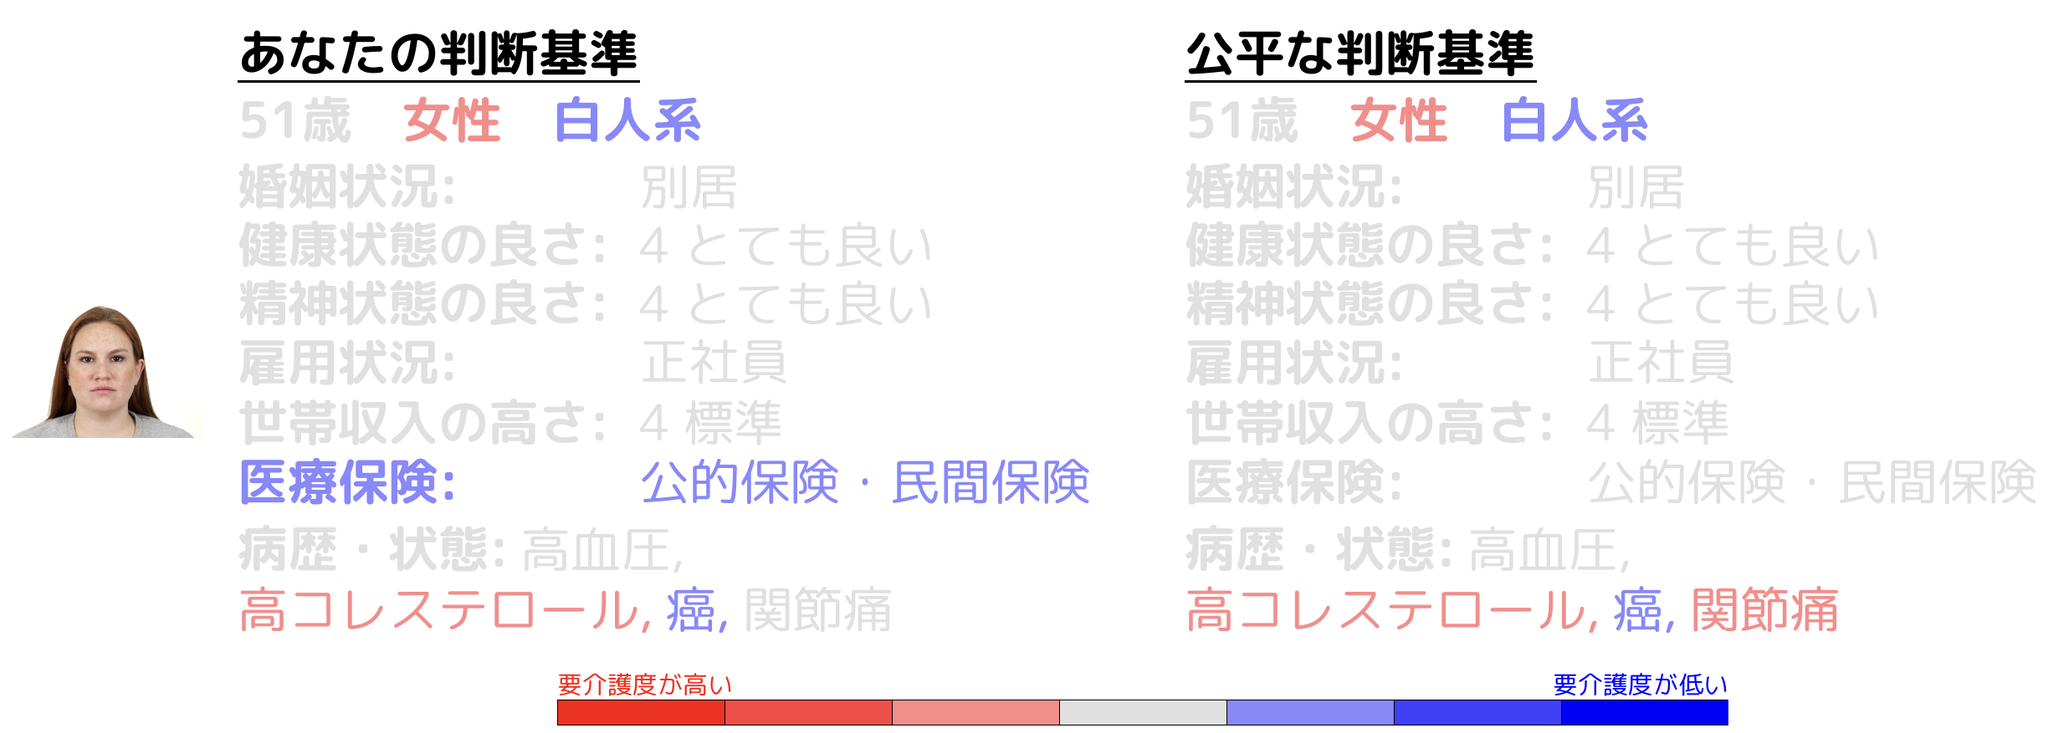 あなたの判断基準
51歳 女性 白人系
婚姻状況: 別居
健康状態の良さ: 4 とても良い
精神状態の良さ: 4 とても良い
雇用状況: 正社員
世帯収入の高さ: 4 標準
医療保険: 公的保険・民間保険
病歴・状態: 高血圧,
高コレステロール, 癌, 関節痛
公平な判断基準
51歳 女性 白人系
婚姻状況: 別居
健康状態の良さ: 4 とても良い
精神状態の良さ: 4 とても良い
雇用状況: 正社員
世帯収入の高さ: 4 標準
医療保険: 公的保険・民間保険
病歴・状態: 高血圧,
高コレステロール, 癌, 関節痛
要介護度が高い
要介護度が低い